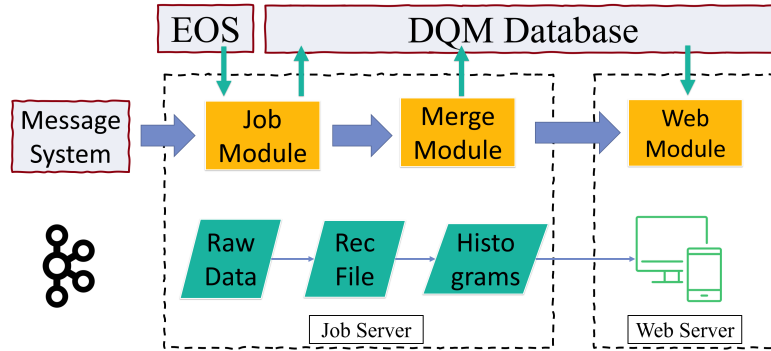 EOS
DQM Database
Message
System
Job
Module
Merge
Module
Web
Module
Raw
Data
Rec
File
Histo
grams
Job Server
Web Server